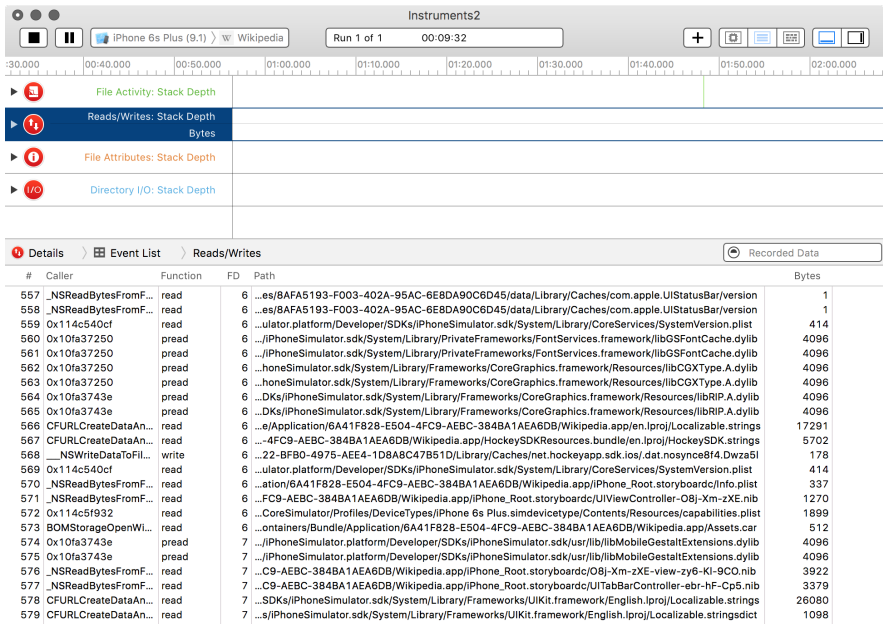 Instruments2
iPhone 6s Plus (9.1) 〉 W Wikipedia
Run 1 of 1 00:09:32
:30.000 00:40.000 00:50.000 01:00.000 01:10.000 01:20.000 01:30.000 01:40.000 01:50.000 02:00.000
File Activity: Stack Depth
Reads/Writes: Stack Depth
Bytes
File Attributes: Stack Depth
I/O Directory I/O: Stack Depth
Details 〉 Event List 〉 Reads/Writes Recorded Data
# Caller Function FD Path Bytes
557 _NSReadBytesFromF... read 6 ...es/8AFA5193-F003-402A-95AC-6E8DA90C6D45/data/Library/Caches/com.apple.UIStatusBar/version 1
558 _NSReadBytesFromF... read 6 ...es/8AFA5193-F003-402A-95AC-6E8DA90C6D45/data/Library/Caches/com.apple.UIStatusBar/version 1
559 0x114c540cf read 6 ...ulator.platform/Developer/SDKs/iPhoneSimulator.sdk/System/Library/CoreServices/SystemVersion.plist 414
560 0x10fa37250 pread 6 .../iPhoneSimulator.sdk/System/Library/PrivateFrameworks/FontServices.framework/libGSFontCache.dylib 4096
561 0x10fa37250 pread 6 .../iPhoneSimulator.sdk/System/Library/PrivateFrameworks/FontServices.framework/libGSFontCache.dylib 4096
562 0x10fa37250 pread 6 ...honeSimulator.sdk/System/Library/Frameworks/CoreGraphics.framework/Resources/libCGXType.A.dylib 4096
563 0x10fa37250 pread 6 ...honeSimulator.sdk/System/Library/Frameworks/CoreGraphics.framework/Resources/libCGXType.A.dylib 4096
564 0x10fa3743e pread 6 ...DKs/iPhoneSimulator.sdk/System/Library/Frameworks/CoreGraphics.framework/Resources/libRIP.A.dylib 4096
565 0x10fa3743e pread 6 ...DKs/iPhoneSimulator.sdk/System/Library/Frameworks/CoreGraphics.framework/Resources/libRIP.A.dylib 4096
566 CFURLCreateDataAn... read 6 ...e/Application/6A41F828-E504-4FC9-AEBC-384BA1AEA6DB/Wikipedia.app/en.lproj/Localizable.strings 17291
567 CFURLCreateDataAn... read 6 ...-4FC9-AEBC-384BA1AEA6DB/Wikipedia.app/HockeySDKResources.bundle/en.lproj/HockeySDK.strings 5702
568 ___NSWriteDataToFil... write 6 ...22-BFB0-4975-AEE4-1D8A8C47B51D/Library/Caches/net.hockeyapp.sdk.ios/.dat.nosynce8f4.Dwza5l 178
569 0x114c540cf read 6 ...ulator.platform/Developer/SDKs/iPhoneSimulator.sdk/System/Library/CoreServices/SystemVersion.plist 414
570 _NSReadBytesFromF... read 6 ...ation/6A41F828-E504-4FC9-AEBC-384BA1AEA6DB/Wikipedia.app/iPhone_Root.storyboardc/Info.plist 337
571 _NSReadBytesFromF... read 6 ...FC9-AEBC-384BA1AEA6DB/Wikipedia.app/iPhone_Root.storyboardc/UIViewController-O8j-Xm-zXE.nib 1270
572 0x114c5f932 read 6 ...CoreSimulator/Profiles/DeviceTypes/iPhone 6s Plus.simdevicetype/Contents/Resources/capabilities.plist 1899
573 BOMStorageOpenWi... read 6 ...ontainers/Bundle/Application/6A41F828-E504-4FC9-AEBC-384BA1AEA6DB/Wikipedia.app/Assets.car 512
574 0x10fa3743e pread 7 .../iPhoneSimulator.platform/Developer/SDKs/iPhoneSimulator.sdk/usr/lib/libMobileGestaltExtensions.dylib 4096
575 0x10fa3743e pread 7 .../iPhoneSimulator.platform/Developer/SDKs/iPhoneSimulator.sdk/usr/lib/libMobileGestaltExtensions.dylib 4096
576 _NSReadBytesFromF... read 7 ...C9-AEBC-384BA1AEA6DB/Wikipedia.app/iPhone_Root.storyboardc/O8j-Xm-zXE-view-zy6-Kl-9CO.nib 3922
577 _NSReadBytesFromF... read 7 ...C9-AEBC-384BA1AEA6DB/Wikipedia.app/iPhone_Root.storyboardc/UITabBarController-ebr-hF-Cp5.nib 3379
578 CFURLCreateDataAn... read 7 ...SDKs/iPhoneSimulator.sdk/System/Library/Frameworks/UIKit.framework/English.lproj/Localizable.strings 26080
579 CFURLCreateDataAn... read 7 ...s/iPhoneSimulator.sdk/System/Library/Frameworks/UIKit.framework/English.lproj/Localizable.stringsdict 1098